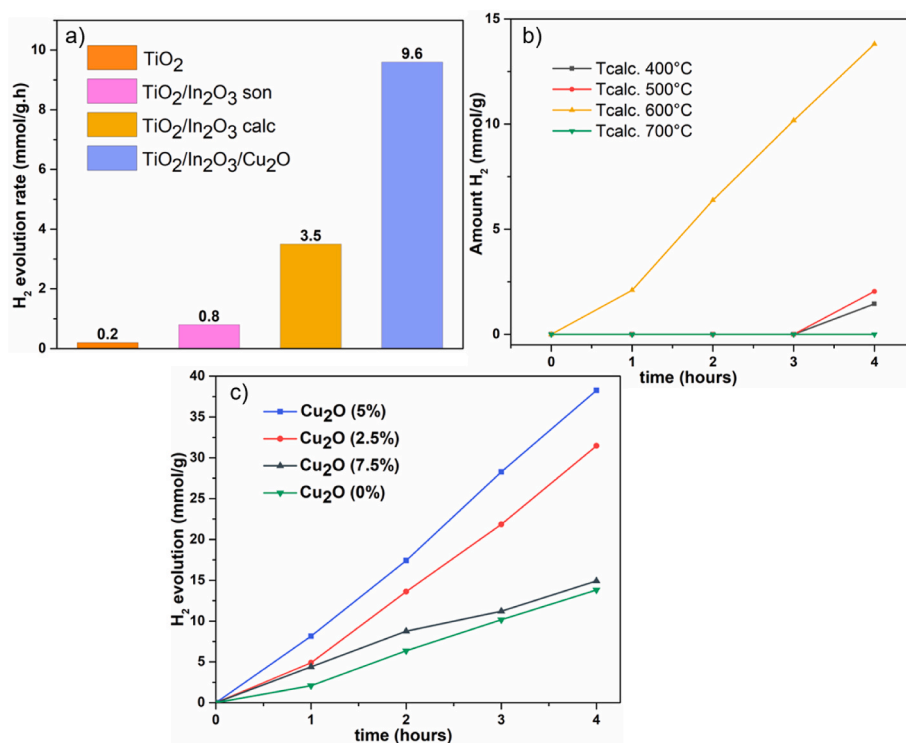 a)
TiO2
TiO2/In2O3 son
TiO2/In2O3 calc
TiO2/In2O3/Cu2O
H2 evolution rate (mmol/g.h)
10
8
6
4
2
0
0.2
0.8
3.5
9.6
b)
Tcalc. 400°C
Tcalc. 500°C
Tcalc. 600°C
Tcalc. 700°C
Amount H2 (mmol/g)
15
10
5
0
0 1 2 3 4
time (hours)
c)
Cu2O (5%)
Cu2O (2.5%)
Cu2O (7.5%)
Cu2O (0%)
H2 evolution (mmol/g)
40
35
30
25
20
15
10
5
0
0 1 2 3 4
time (hours)